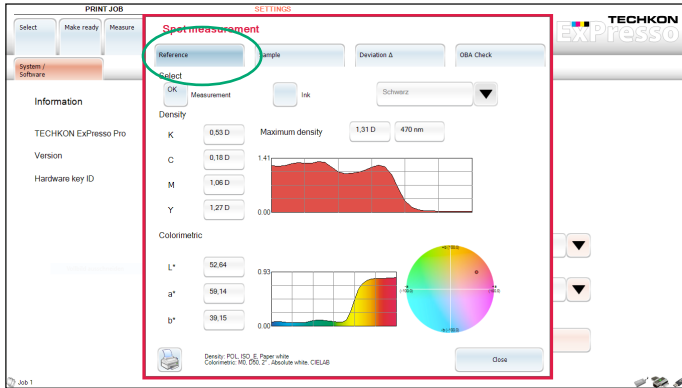 PRINT JOB
SETTINGS
TECHKON
ExPresso
Select
Make ready
Measure
Spot measurement
Reference
Sample
Deviation Δ
OBA Check
System /
Software
Select
OK
Measurement
Ink
Schwarz
Information
Density
K
0,53 D
Maximum density
1,31 D
470 nm
TECHKON ExPresso Pro
C
0,18 D
1.41
Version
M
1,06 D
Hardware key ID
Y
1,27 D
0.00
Colorimetric
L*
52,64
0.93
a*
59,14
b*
39,15
0.00
Density: POL, ISO_E, Paper white
Colorimetric: M0, D50, 2°, Absolute white, CIELAB
Close
Job 1